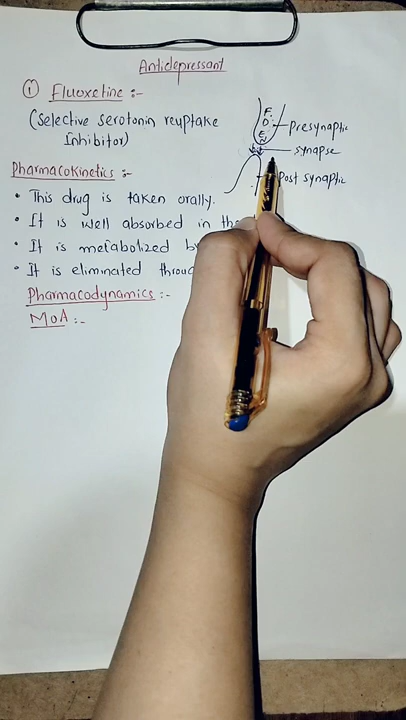 Antidepressant
① Fluoxetine :-
(Selective serotonin reuptake
Inhibitor)
Presynaptic
synapse
Post synaptic
Pharmacokinetics :-
• This drug is taken orally.
• It is well absorbed in the
• It is metabolized by
• It is eliminated
Pharmacodynamics :-
MoA :-